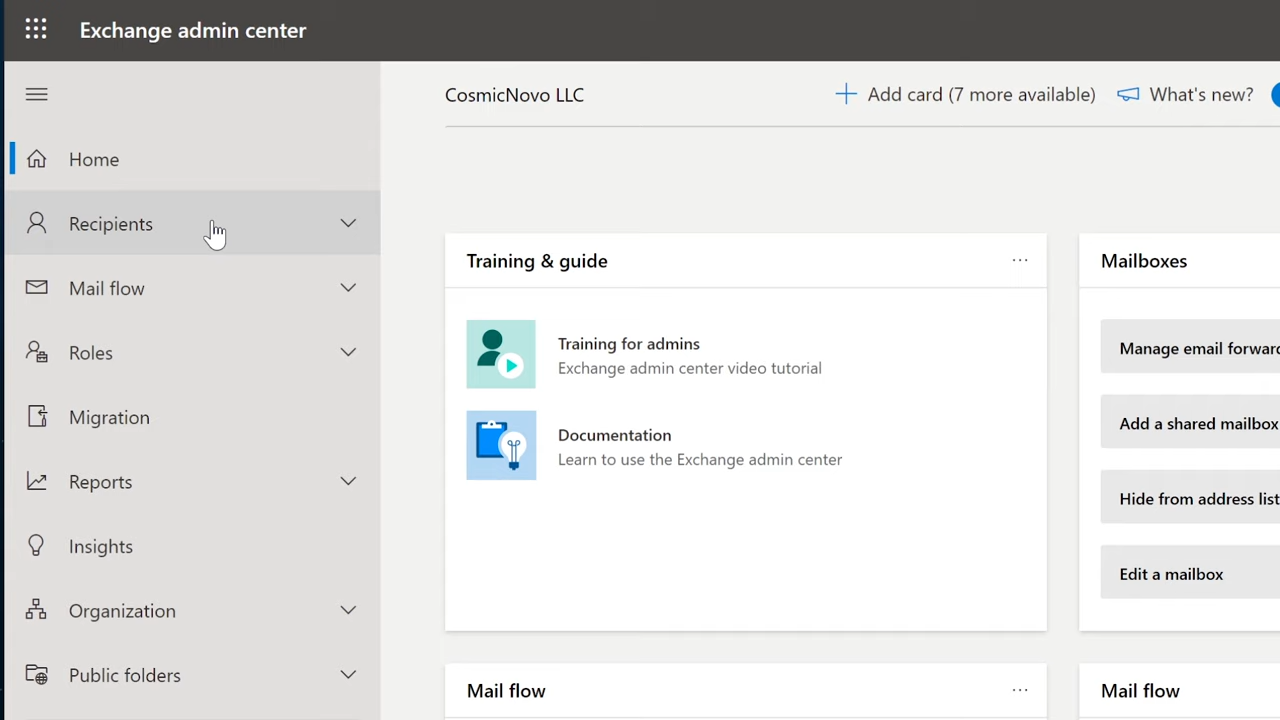 Exchange admin center
CosmicNovo LLC
Add card (7 more available)
What's new?
Home
Recipients
Mail flow
Roles
Migration
Reports
Insights
Organization
Public folders
Training & guide
Training for admins
Exchange admin center video tutorial
Documentation
Learn to use the Exchange admin center
Mailboxes
Manage email
Add a shared mailbox
Hide from address list
Edit a mailbox
Mail flow
Mail flow